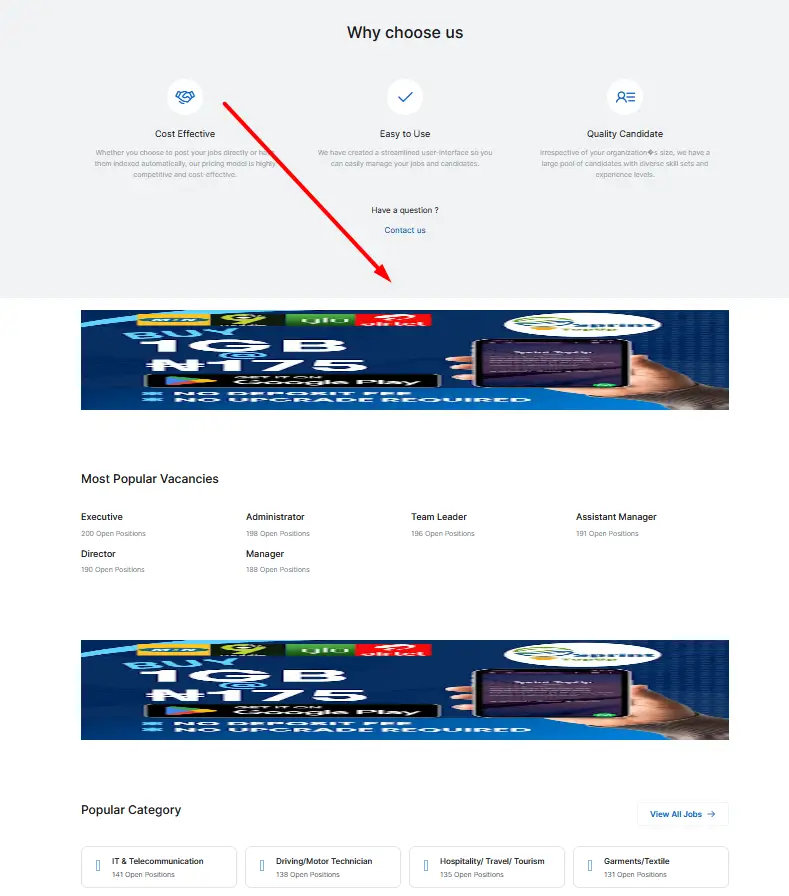 Why choose us
Cost Effective
Whether you choose to post your jobs directly or have
them indexed automatically, our pricing model is highly
competitive and cost-effective.
Easy to Use
We have created a streamlined user-interface so you
can easily manage your jobs and candidates.
Quality Candidate
Irrespective of your organization�s size, we have a
large pool of candidates with diverse skill sets and
experience levels.
Have a question ?
Contact us
MTN
glo
airtel
BUY
1GB
@
₦175
GET IT ON
Google Play
* NO DEPOSIT FEE
* NO UPGRADE REQUIRED
Sprint
TopUp
Most Popular Vacancies
Executive
200 Open Positions
Administrator
198 Open Positions
Team Leader
196 Open Positions
Assistant Manager
191 Open Positions
Director
190 Open Positions
Manager
188 Open Positions
MTN
glo
airtel
BUY
1GB
@
₦175
GET IT ON
Google Play
* NO DEPOSIT FEE
* NO UPGRADE REQUIRED
Sprint
TopUp
Popular Category
View All Jobs →
IT & Telecommunication
141 Open Positions
Driving/Motor Technician
138 Open Positions
Hospitality/ Travel/ Tourism
135 Open Positions
Garments/Textile
131 Open Positions